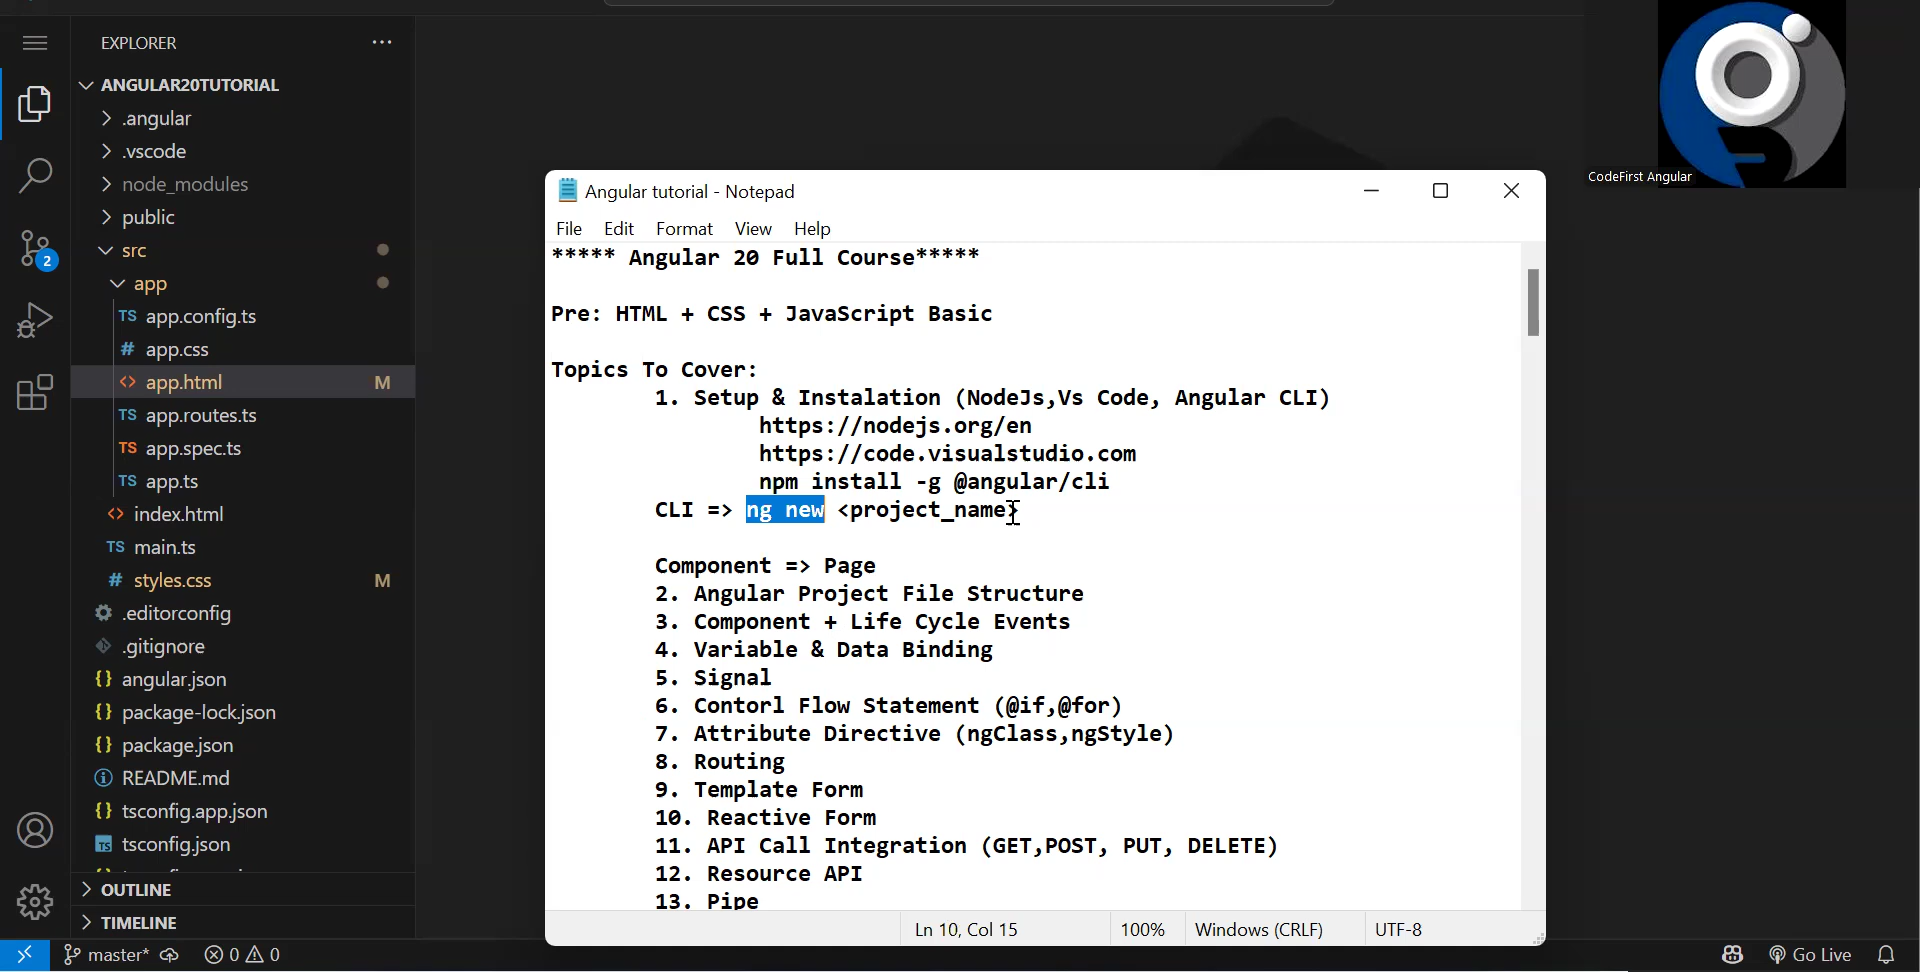 EXPLORER
ANGULAR20TUTORIAL
.angular
.vscode
node_modules
public
src
app
TS app.config.ts
# app.css
<> app.html M
TS app.routes.ts
TS app.spec.ts
TS app.ts
<> index.html
TS main.ts
# styles.css M
.editorconfig
.gitignore
{} angular.json
{} package-lock.json
{} package.json
README.md
{} tsconfig.app.json
TS tsconfig.json
OUTLINE
TIMELINE
2
master*
0 0
Go Live
CodeFirst Angular
Angular tutorial - Notepad
File Edit Format View Help
***** Angular 20 Full Course*****
Pre: HTML + CSS + JavaScript Basic
Topics To Cover:
1. Setup & Instalation (NodeJs,Vs Code, Angular CLI)
https://nodejs.org/en
https://code.visualstudio.com
npm install -g @angular/cli
CLI => ng new <project_name>
Component => Page
2. Angular Project File Structure
3. Component + Life Cycle Events
4. Variable & Data Binding
5. Signal
6. Contorl Flow Statement (@if,@for)
7. Attribute Directive (ngClass,ngStyle)
8. Routing
9. Template Form
10. Reactive Form
11. API Call Integration (GET,POST, PUT, DELETE)
12. Resource API
13. Pipe
Ln 10, Col 15 100% Windows (CRLF) UTF-8